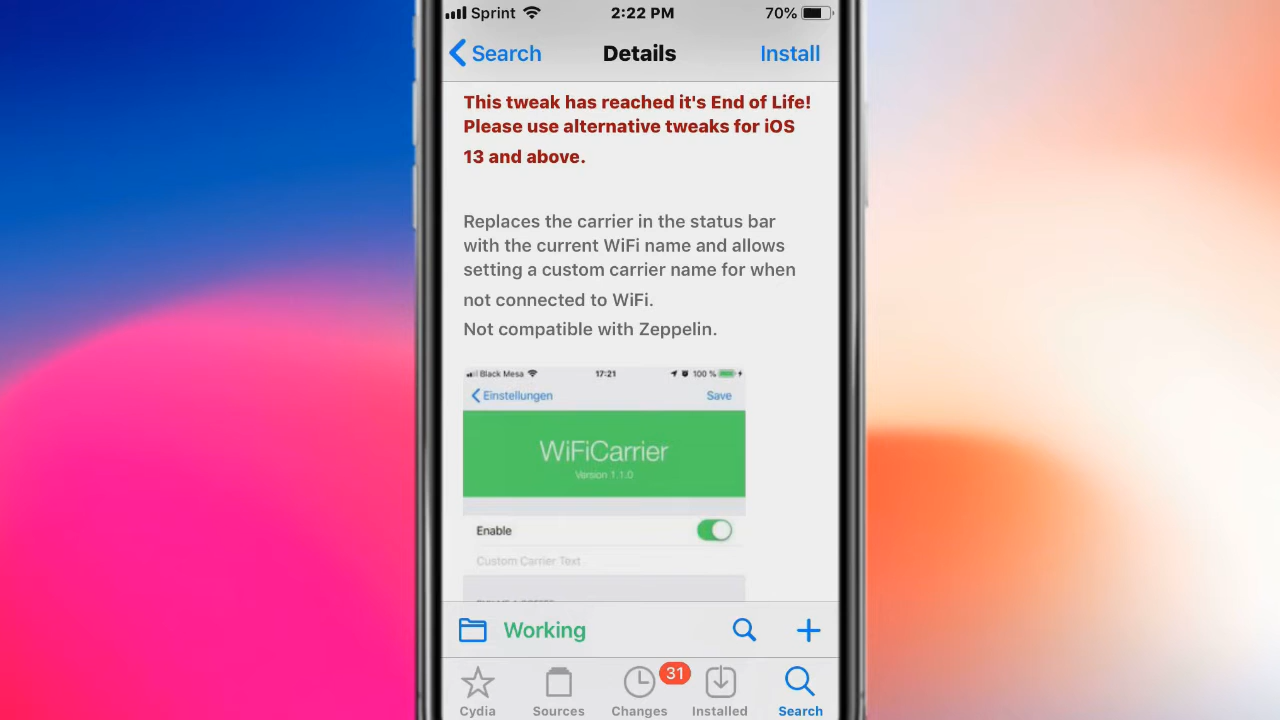 Sprint 2:22 PM 70%
Search Details Install
This tweak has reached it's End of Life!
Please use alternative tweaks for iOS
13 and above.
Replaces the carrier in the status bar
with the current WiFi name and allows
setting a custom carrier name for when
not connected to WiFi.
Not compatible with Zeppelin.
Black Mesa 17:21 100 %
Einstellungen Save
WiFiCarrier
Version 1.1.0
Enable
Custom Carrier Text
Working
31
Cydia Sources Changes Installed Search